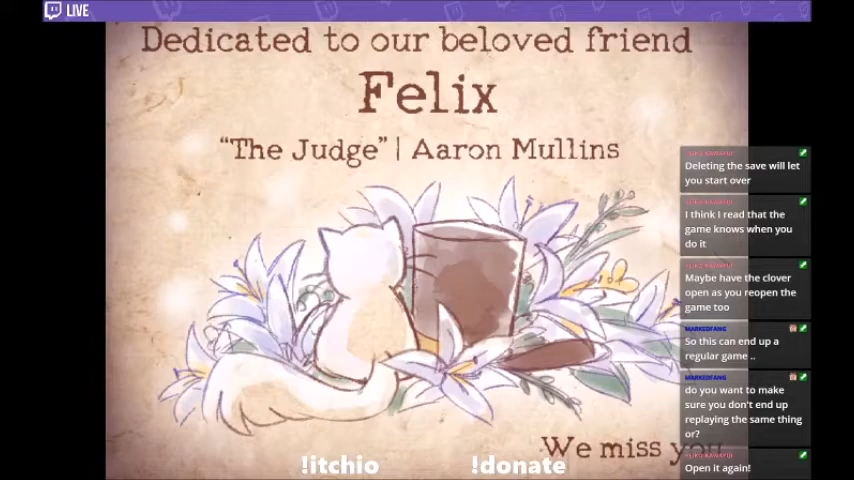 LIVE
Dedicated to our beloved friend
Felix
"The Judge" | Aaron Mullins
We miss you
!itchio
!donate
Deleting the save will let
you start over
I think I read that the
game knows when you
do it
Maybe have the clover
open as you reopen the
game too
MARKEDFANG
So this can end up a
regular game ..
MARKEDFANG
do you want to make
sure you don't end up
replaying the same thing
or?
Open it again!